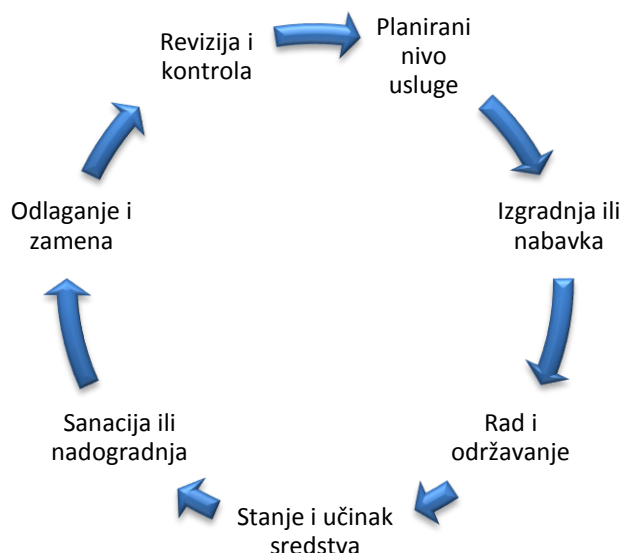 Planirani
nivo
usluge
Izgradnja ili
nabavka
Rad i
održavanje
Stanje i učinak
sredstva
Sanacija ili
nadogradnja
Odlaganje i
zamena
Revizija i
kontrola